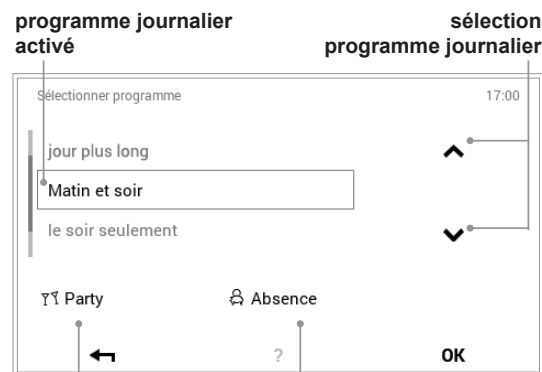 programme journalier
activé
sélection
programme journalier
Sélectionner programme
17:00
jour plus long
Matin et soir
le soir seulement
Party
Absence
?
OK